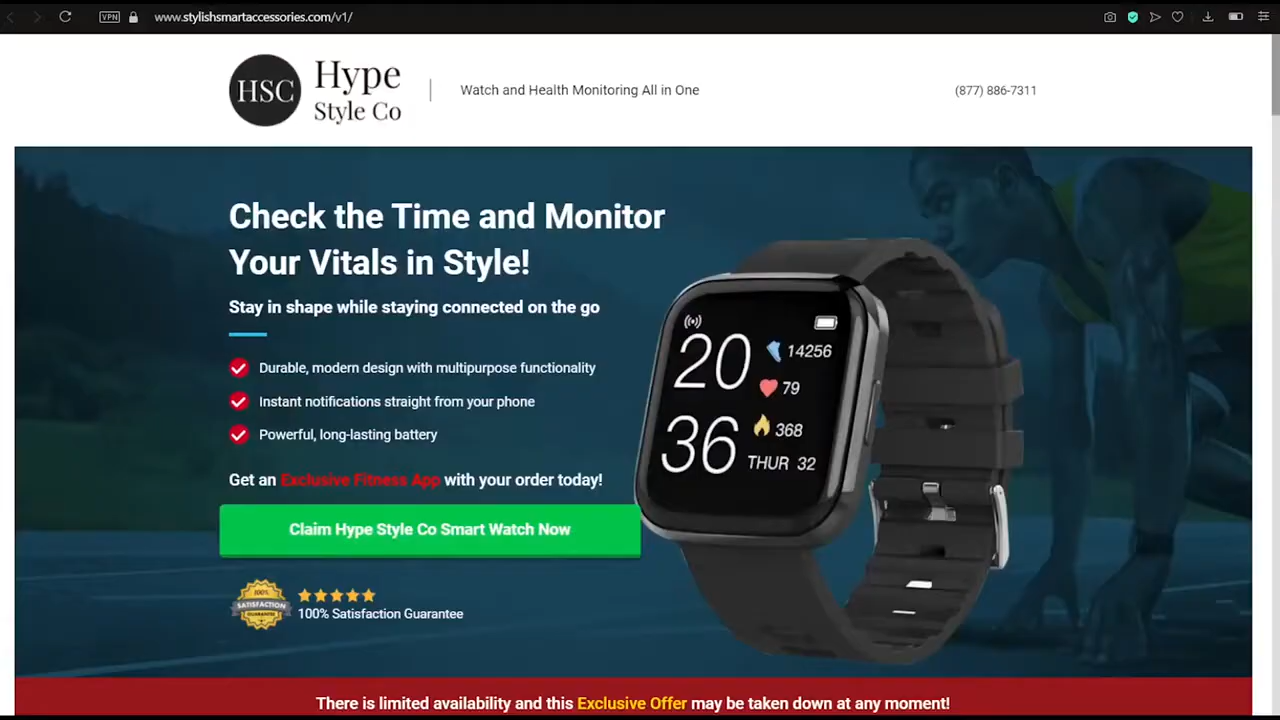 VPN
www.stylishsmartaccessories.com/v1/
HSC
Hype
Style Co
Watch and Health Monitoring All in One
(877) 886-7311
Check the Time and Monitor
Your Vitals in Style!
Stay in shape while staying connected on the go
Durable, modern design with multipurpose functionality
Instant notifications straight from your phone
Powerful, long-lasting battery
Get an Exclusive Fitness App with your order today!
Claim Hype Style Co Smart Watch Now
100%
SATISFACTION
GUARANTEE
100% Satisfaction Guarantee
20
14256
79
36
368
THUR 32
There is limited availability and this Exclusive Offer may be taken down at any moment!